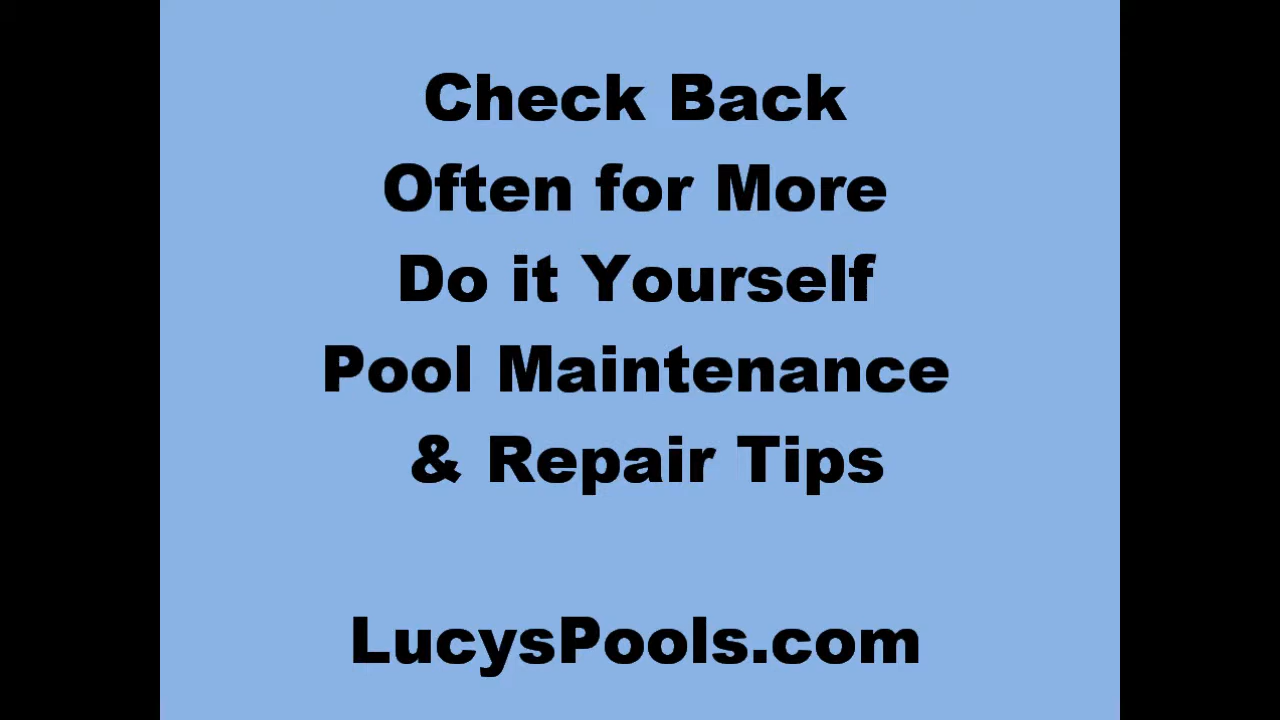 Check Back
Often for More
Do it Yourself
Pool Maintenance
& Repair Tips
LucysPools.com